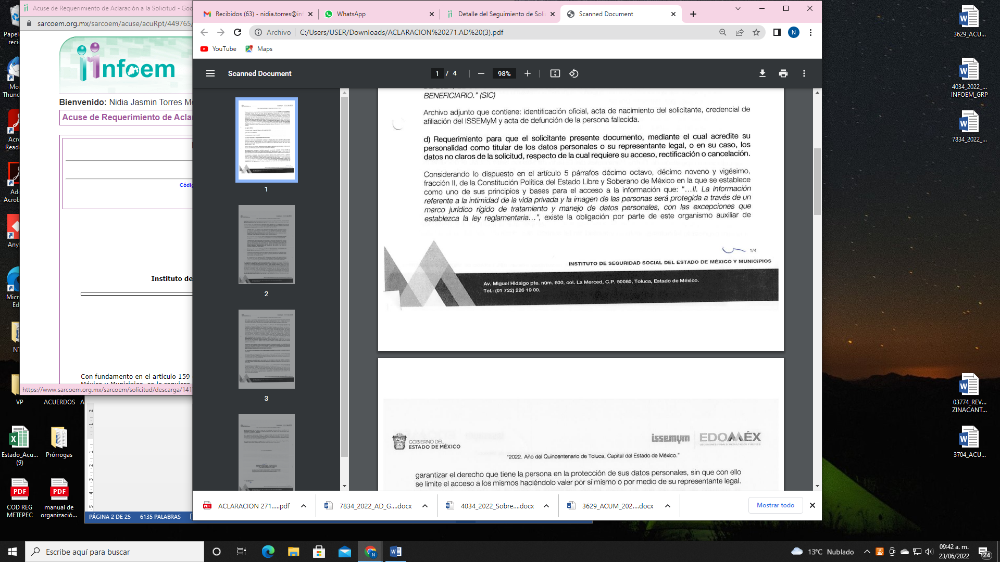 Papel
reci
Mo
Thund
Acro
Read
Ado
Acroba
Any
Micro
Ed
NT
VP
ACUERDOS
A
Estado_Acu...
(9)
Prórrogas
COD REG
METEPEC
manual de
organizació...
Acuse de Requerimiento de Aclaración a la Solicitud - Goo
sarcoem.org.mx/sarcoem/acuse/acuRpt/449765/
infoem
Bienvenido: Nidia Jasmin Torres Mo
Acuse de Requerimiento de Acla
Códig
Instituto de
Con fundamento en el articulo 159
México y Municipios, se le requiere
https://www.sarcoem.org.mx/sarcoem/solicitud/descarga/141
PÁGINA 2 DE 25
6135 PALABRAS
Recibidos (63) - nidia.torres@inf
WhatsApp
Detalle del Seguimiento de Soli
Scanned Document
Archivo
C:/Users/USER/Downloads/ACLARACION%20271.AD%20(3).pdf
N
YouTube
Maps
Scanned Document
1 / 4
98%
1
2
3
BENEFICIARIO." (SIC)
Archivo adjunto que contiene: identificación oficial, acta de nacimiento del solicitante, credencial de
afiliación del ISSEMyM y acta de defunción de la persona fallecida.
d) Requerimiento para que el solicitante presente documento, mediante el cual acredite su
personalidad como titular de los datos personales o su representante legal, o en su caso, los
datos no claros de la solicitud, respecto de la cual requiere su acceso, rectificación o cancelación.
Considerando lo dispuesto en el artículo 5 párrafos décimo octavo, décimo noveno y vigésimo,
fracción II, de la Constitución Política del Estado Libre y Soberano de México en la que se establece
como uno de sus principios y bases para el acceso a la información que: "...II. La información
referente a la intimidad de la vida privada y la imagen de las personas será protegida a través de un
marco jurídico rígido de tratamiento y manejo de datos personales, con las excepciones que
establezca la ley reglamentaria...", existe la obligación por parte de este organismo auxiliar de
1/4
INSTITUTO DE SEGURIDAD SOCIAL DEL ESTADO DE MÉXICO Y MUNICIPIOS
Av. Miguel Hidalgo pte. núm. 600, col. La Merced, C.P. 50080, Toluca, Estado de México.
Tel.: (01 722) 226 19 00.
GOBIERNO DEL
ESTADO DE MÉXICO
issemym
EDOMÉX
DECISIONES FIRMES, RESULTADOS FUERTES.
"2022. Año del Quincentenario de Toluca, Capital del Estado de México."
garantizar el derecho que tiene la persona en la protección de sus datos personales, sin que con ello
se limite el acceso a los mismos haciéndolo valer por sí mismo o por medio de su representante legal.
ACLARACION 271.....pdf
7834_2022_AD_G....docx
4034_2022_Sobre....docx
3629_ACUM_202....docx
Mostrar todo
3629_ACU...
4034_2022_...
INFOEM_GRP
7834_2022_...
03774_REV...
ZINACANT...
3704_ACU...
Escribe aquí para buscar
13°C Nublado
09:42 a. m.
23/06/2022
24